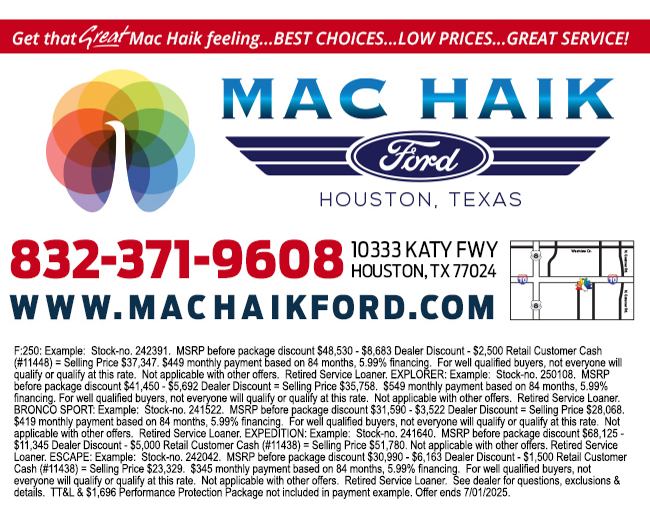 Get that Great Mac Haik feeling...BEST CHOICES...LOW PRICES...GREAT SERVICE!
MAC HAIK
Ford
HOUSTON, TEXAS
832-371-9608
10333 KATY FWY
HOUSTON, TX 77024
WWW.MACHAIKFORD.COM
F:250: Example: Stock-no. 242391. MSRP before package discount $48,530 - $8,683 Dealer Discount - $2,500 Retail Customer Cash
(#11448) = Selling Price $37,347. $449 monthly payment based on 84 months, 5.99% financing. For well qualified buyers, not everyone will
qualify or qualify at this rate. Not applicable with other offers. Retired Service Loaner. EXPLORER: Example: Stock-no. 250108. MSRP
before package discount $41,450 - $5,692 Dealer Discount = Selling Price $35,758. $549 monthly payment based on 84 months, 5.99%
financing. For well qualified buyers, not everyone will qualify or qualify at this rate. Not applicable with other offers. Retired Service Loaner.
BRONCO SPORT: Example: Stock-no. 241522. MSRP before package discount $31,590 - $3,522 Dealer Discount = Selling Price $28,068.
$419 monthly payment based on 84 months, 5.99% financing. For well qualified buyers, not everyone will qualify or qualify at this rate. Not
applicable with other offers. Retired Service Loaner. EXPEDITION: Example: Stock-no. 241640. MSRP before package discount $68,125 -
$11,345 Dealer Discount - $5,000 Retail Customer Cash (#11438) = Selling Price $51,780. Not applicable with other offers. Retired Service
Loaner. ESCAPE: Example: Stock-no. 242042. MSRP before package discount $30,990 - $6,163 Dealer Discount - $1,500 Retail Customer
Cash (#11438) = Selling Price $23,329. $345 monthly payment based on 84 months, 5.99% financing. For well qualified buyers, not
everyone will qualify or qualify at this rate. Not applicable with other offers. Retired Service Loaner. See dealer for questions, exclusions &
details. TT&L & $1,696 Performance Protection Package not included in payment example. Offer ends 7/01/2025.